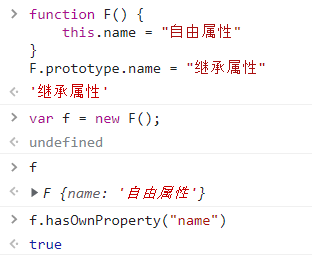 > function F() {
this.name = "自由属性"
}
F.prototype.name = "继承属性"
'继承属性'
> var f = new F();
undefined
> f
F {name: '自由属性'}
> f.hasOwnProperty("name")
true